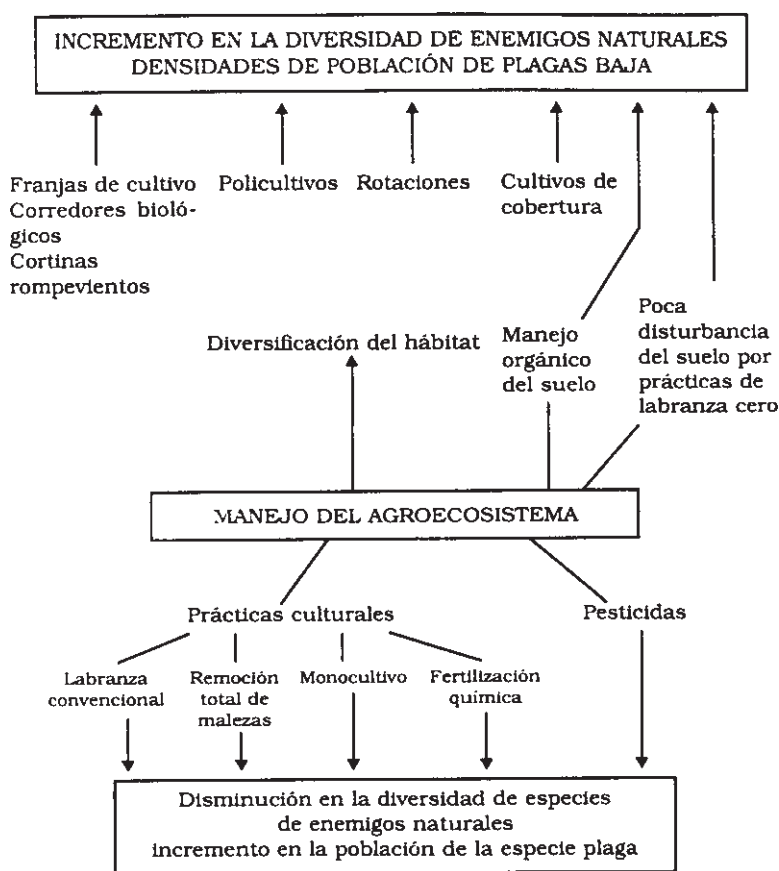 INCREMENTO EN LA DIVERSIDAD DE ENEMIGOS NATURALES
DENSIDADES DE POBLACIÓN DE PLAGAS BAJA
Franjas de cultivo
Corredores bioló-
gicos
Cortinas
rompevientos
Policultivos
Rotaciones
Cultivos de
cobertura
Diversificación del hábitat
Manejo
orgánico
del suelo
Poca
disturbancia
del suelo por
prácticas de
labranza cero
MANEJO DEL AGROECOSISTEMA
Prácticas culturales
Pesticidas
Labranza
convencional
Remoción
total de
malezas
Monocultivo
Fertilización
química
Disminución en la diversidad de especies
de enemigos naturales
incremento en la población de la especie plaga